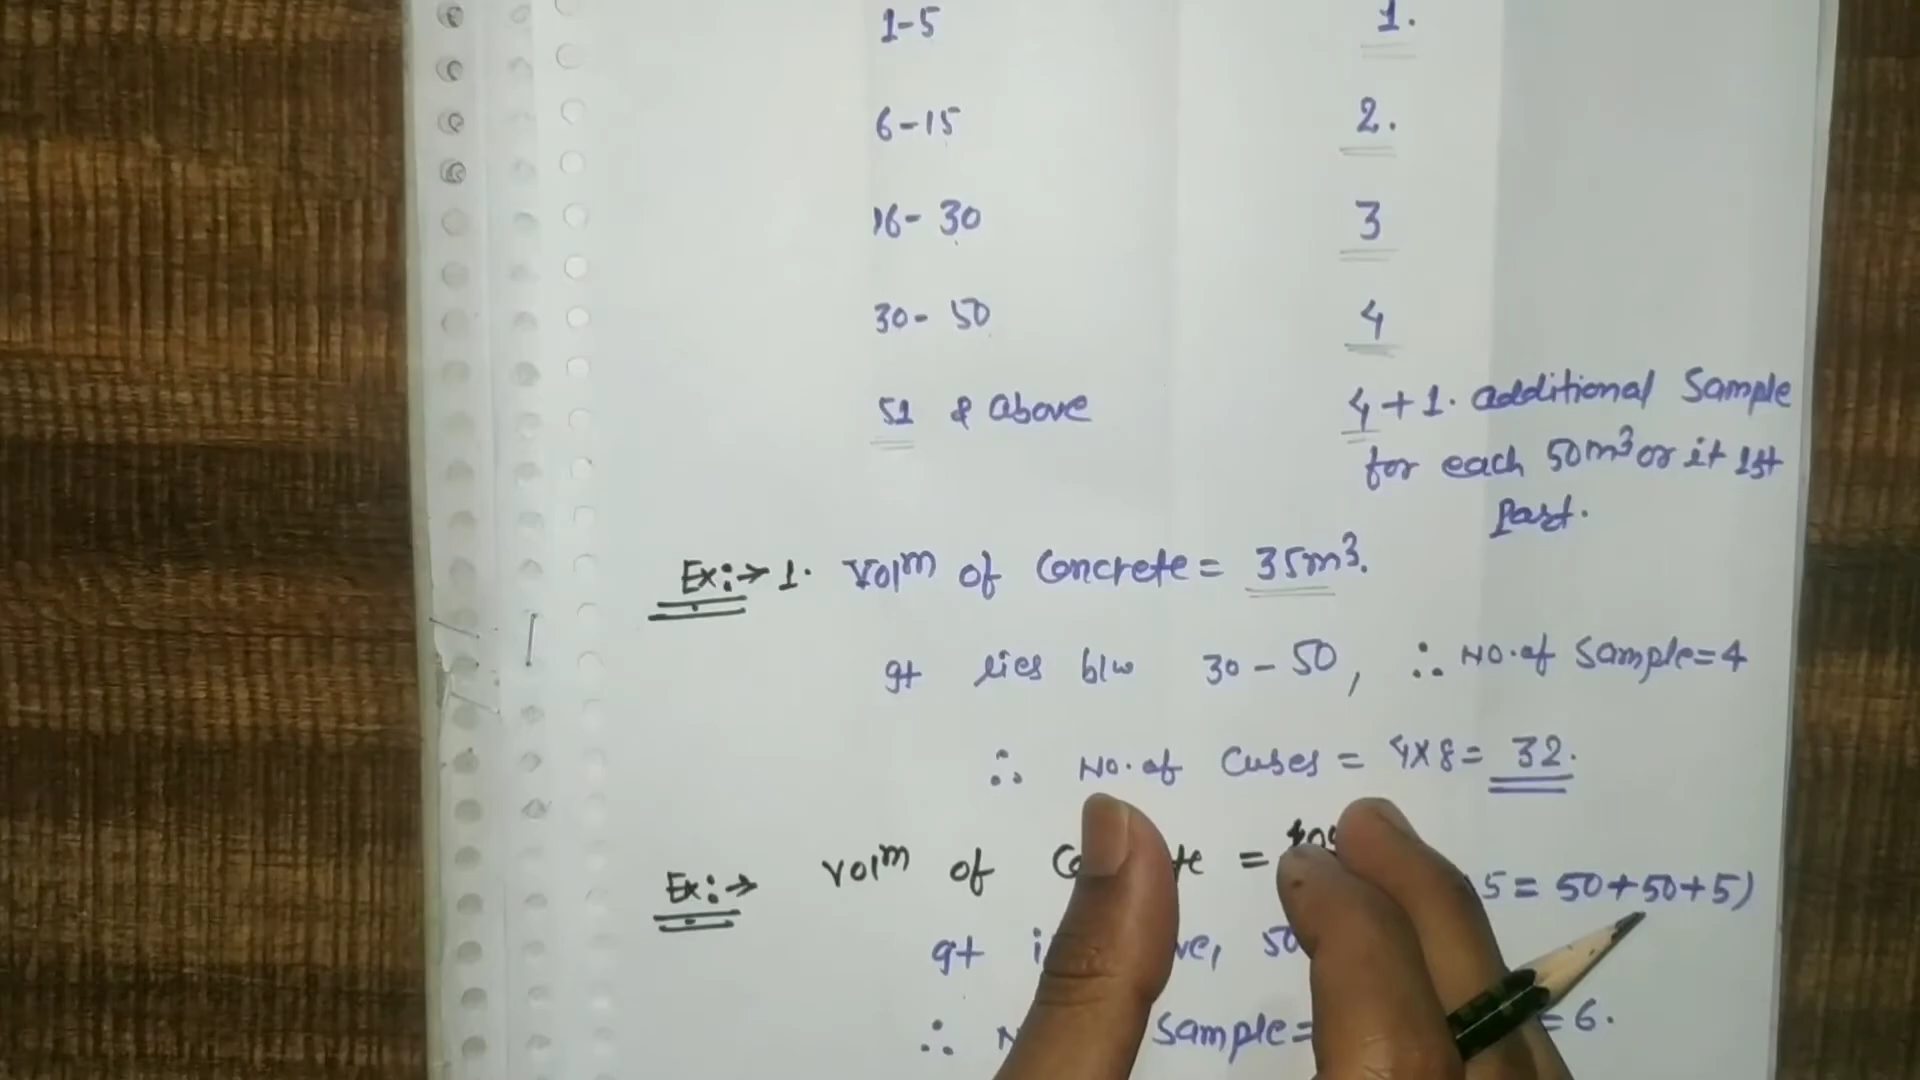 1-5 1.
6-15 2.
16-30 3
30-50 4
51 & above 4+1. additional Sample
for each 50m³ or it 1st
Part.
Ex:→ 1. Volm of Concrete = 35m³.
It lies b/w 30-50, ∴ No. of Sample=4
∴ No. of Cubes = 4x8= 32.
Ex:→ Volm of =
5 = 50+50+5)
It 50
∴ Sample= = 6.